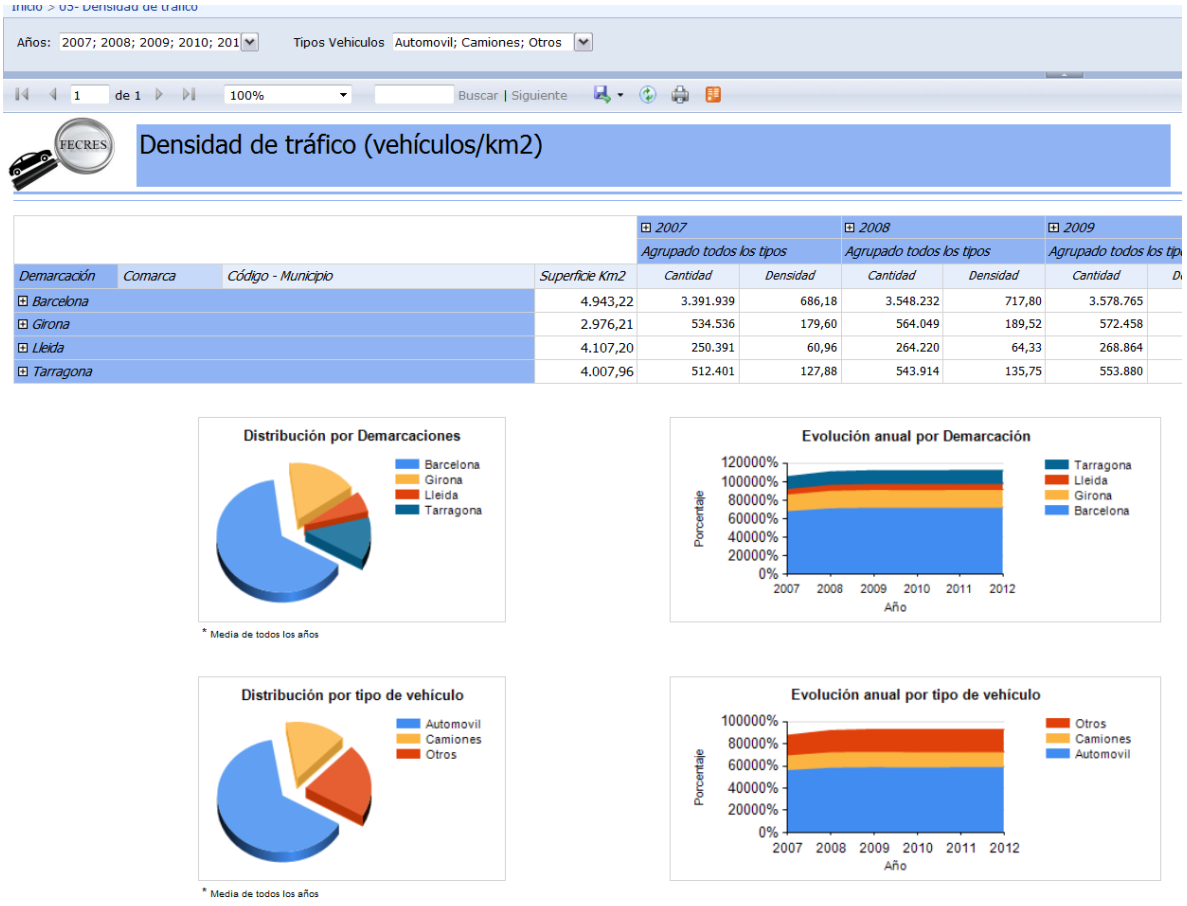 Inicio > 05- Densidad de tráfico
Años: 2007; 2008; 2009; 2010; 201 Tipos Vehiculos Automovil; Camiones; Otros
1 de 1 100% Buscar | Siguiente
FECRES
Densidad de tráfico (vehículos/km2)
2007 2008 2009
Agrupado todos los tipos Agrupado todos los tipos Agrupado todos los tip
Demarcación Comarca Código - Municipio Superficie Km2 Cantidad Densidad Cantidad Densidad Cantidad D
Barcelona 4.943,22 3.391.939 686,18 3.548.232 717,80 3.578.765
Girona 2.976,21 534.536 179,60 564.049 189,52 572.458
Lleida 4.107,20 250.391 60,96 264.220 64,33 268.864
Tarragona 4.007,96 512.401 127,88 543.914 135,75 553.880
Distribución por Demarcaciones
Barcelona
Girona
Lleida
Tarragona
* Media de todos los años
Evolución anual por Demarcación
120000%
100000%
80000%
60000%
40000%
20000%
0%
Porcentaje
2007 2008 2009 2010 2011 2012
Año
Tarragona
Lleida
Girona
Barcelona
Distribución por tipo de vehículo
Automovil
Camiones
Otros
* Media de todos los años
Evolución anual por tipo de vehículo
100000%
80000%
60000%
40000%
20000%
0%
Porcentaje
2007 2008 2009 2010 2011 2012
Año
Otros
Camiones
Automovil